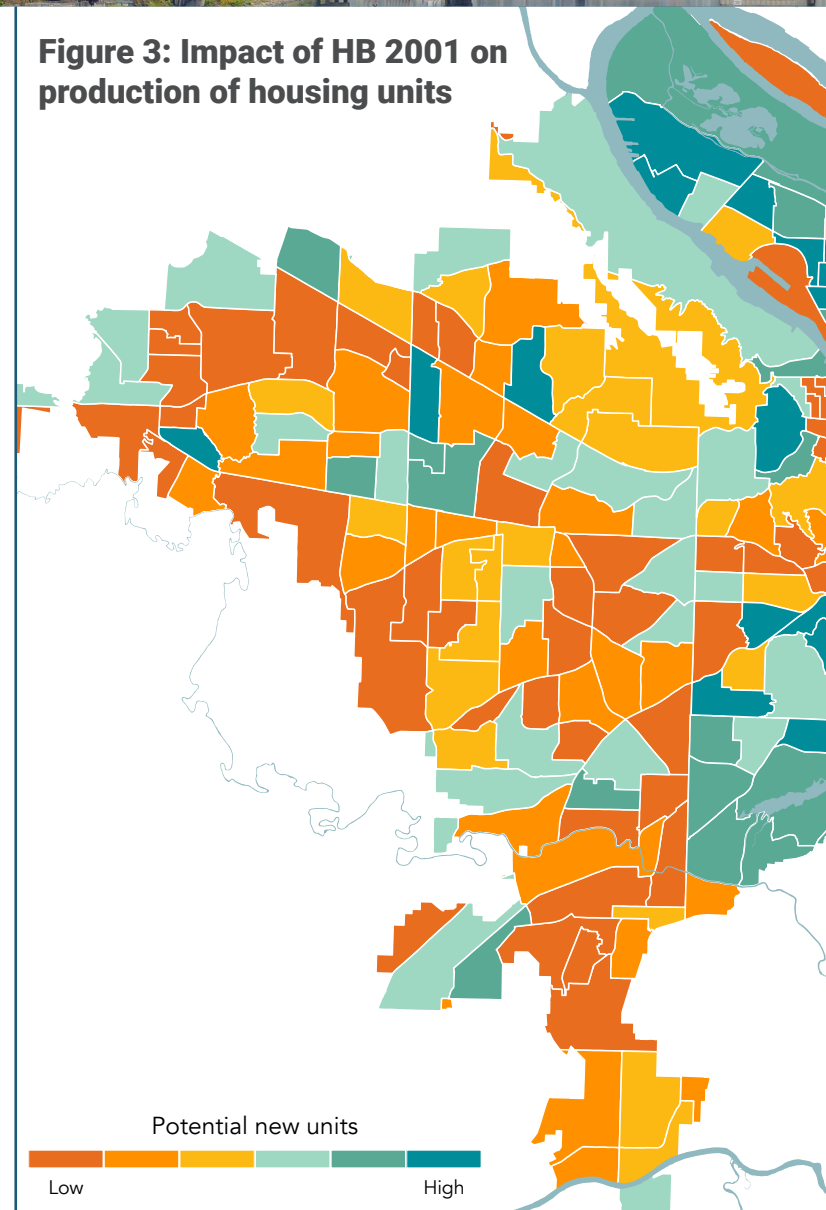 Figure 3: Impact of HB 2001 on
production of housing units
Potential new units
Low
High